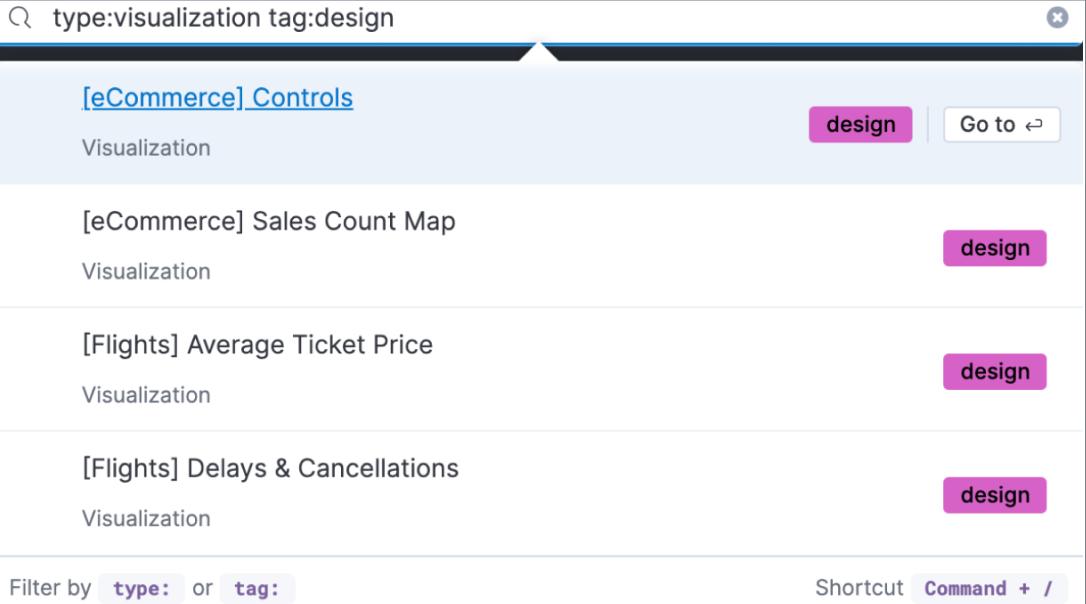 type:visualization tag:design
[eCommerce] Controls
design
Go to
Visualization
[eCommerce] Sales Count Map
design
Visualization
[Flights] Average Ticket Price
design
Visualization
[Flights] Delays & Cancellations
design
Visualization
Filter by type: or tag:
Shortcut Command + /